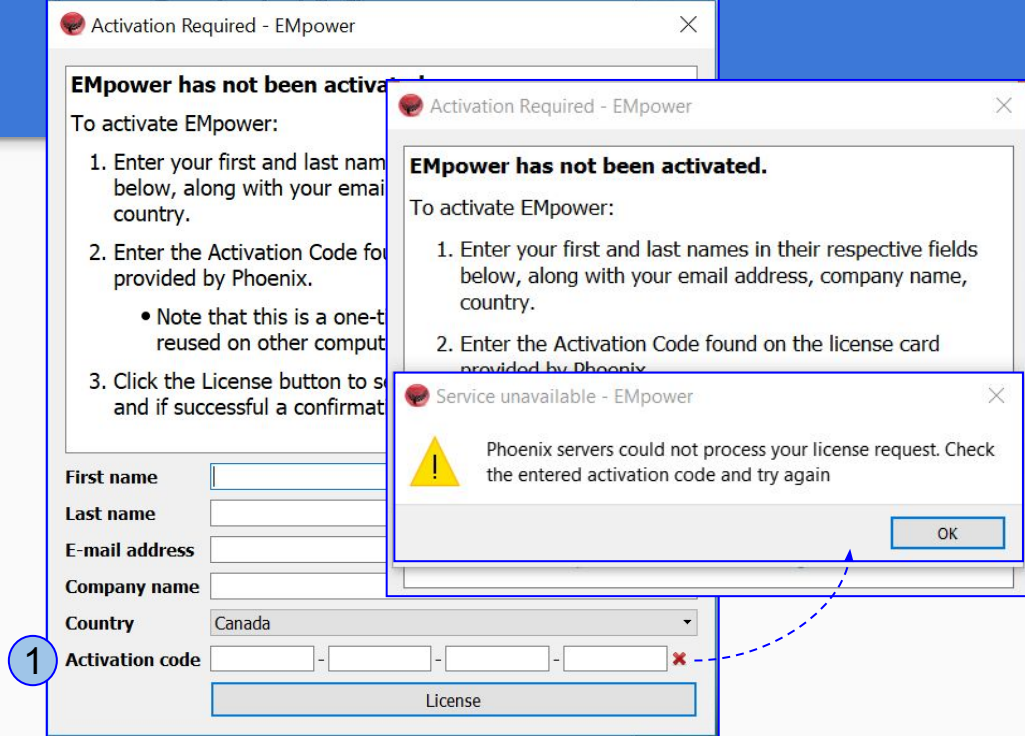 Activation Required - EMpower
EMpower has not been activa
To activate EMpower:
1. Enter your first and last nam
below, along with your emai
country.
2. Enter the Activation Code fou
provided by Phoenix.
• Note that this is a one-t
reused on other comput
3. Click the License button to se
and if successful a confirmat
First name
Last name
E-mail address
Company name
Country
Canada
1
Activation code
- - -
License
Activation Required - EMpower
EMpower has not been activated.
To activate EMpower:
1. Enter your first and last names in their respective fields
below, along with your email address, company name,
country.
2. Enter the Activation Code found on the license card
provided by Phoenix.
Service unavailable - EMpower
Phoenix servers could not process your license request. Check
the entered activation code and try again
OK